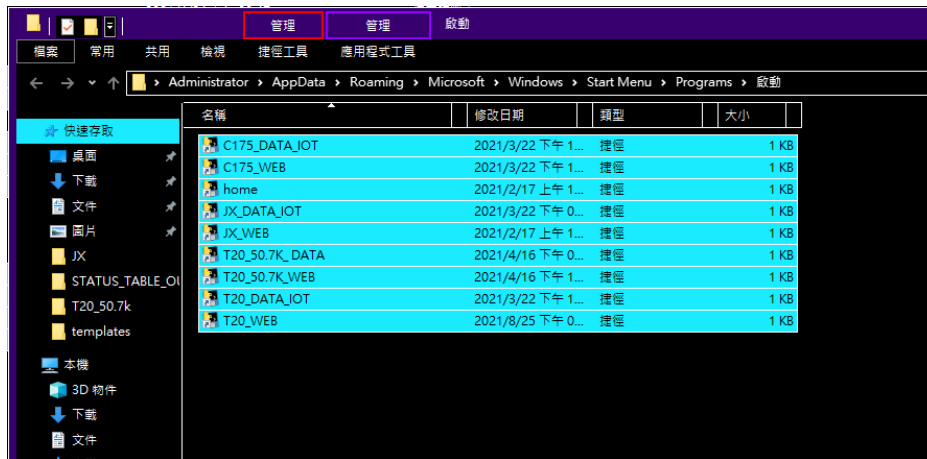 管理 管理 啟動
檔案 常用 共用 檢視 捷徑工具 應用程式工具
Administrator › AppData › Roaming › Microsoft › Windows › Start Menu › Programs › 啟動
名稱 修改日期 類型 大小
快速存取
桌面
下載
文件
圖片
JX
STATUS_TABLE_OU
T20_50.7k
templates
本機
3D 物件
下載
文件
C175_DATA_IOT 2021/3/22 下午 1... 捷徑 1 KB
C175_WEB 2021/3/22 下午 1... 捷徑 1 KB
home 2021/2/17 上午 1... 捷徑 1 KB
JX_DATA_IOT 2021/3/22 下午 0... 捷徑 1 KB
JX_WEB 2021/2/17 上午 1... 捷徑 1 KB
T20_50.7K_DATA 2021/4/16 下午 0... 捷徑 1 KB
T20_50.7K_WEB 2021/4/16 下午 1... 捷徑 1 KB
T20_DATA_IOT 2021/3/22 下午 1... 捷徑 1 KB
T20_WEB 2021/8/25 下午 0... 捷徑 1 KB